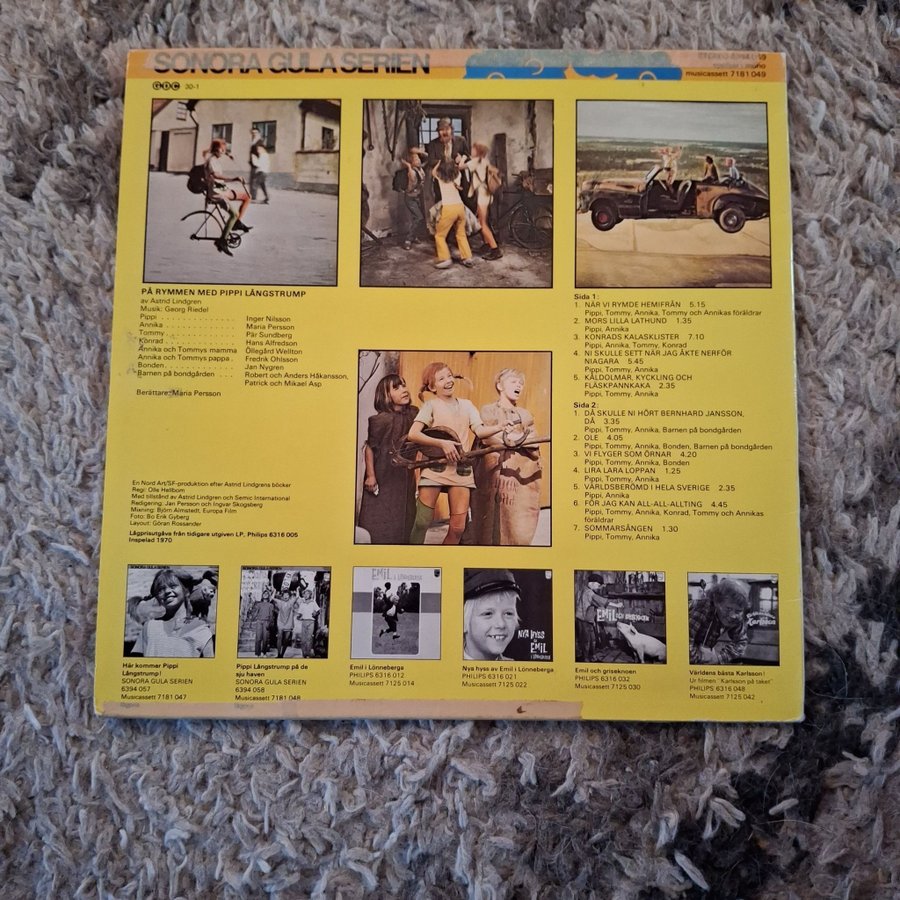 SONORA GULA SERIEN
musicassett 7181 049
GDC 30-1
PÅ RYMMEN MED PIPPI LÅNGSTRUMP
av Astrid Lindgren
Musik: Georg Riedel
Pippi . . . . . . . . . . . . . . . . Inger Nilsson
Annika . . . . . . . . . . . . . . . Maria Persson
Tommy . . . . . . . . . . . . . . . Pär Sundberg
Konrad . . . . . . . . . . . . . . . Hans Alfredson
Annika och Tommys mamma Öllegård Wellton
Annika och Tommys pappa . Fredrik Ohlsson
Bonden. . . . . . . . . . . . . . . Jan Nygren
Barnen på bondgården . . . . Robert och Anders Håkansson,
Patrick och Mikael Asp
Berättare: Maria Persson
En Nord Art/SF-produktion efter Astrid Lindgrens böcker
Regi: Olle Hellbom
Med tillstånd av Astrid Lindgren och Semic International
Redigering: Jan Persson och Ingvar Skogsberg
Mixning: Björn Almstedt, Europa Film
Foto: Bo Erik Gyberg
Layout: Göran Rossander
Lågprisutgåva från tidigare utgiven LP, Philips 6316 005
Inspelad 1970
Sida 1:
1. NÄR VI RYMDE HEMIFRÅN 5.15
Pippi, Tommy, Annika, Tommy och Annikas föräldrar
2. MORS LILLA LATHUND 1.35
Pippi, Annika
3. KONRADS KALASKLISTER 7.10
Pippi, Annika, Tommy, Konrad
4. NI SKULLE SETT NÄR JAG ÅKTE NERFÖR
NIAGARA 5.45
Pippi, Tommy, Annika
5. KÅLDOLMAR, KYCKLING OCH
FLÄSKPANNKAKA 2.35
Pippi, Tommy, Annika
Sida 2:
1. DÅ SKULLE NI HÖRT BERNHARD JANSSON,
DÅ 3.35
Pippi, Tommy, Annika, Barnen på bondgården
2. OLE 4.05
Pippi, Tommy, Annika, Bonden, Barnen på bondgården
3. VI FLYGER SOM ÖRNAR 4.20
Pippi, Tommy, Annika, Bonden
4. LIRA LARA LOPPAN 1.25
Pippi, Tommy, Annika
5. VÄRLDSBERÖMD I HELA SVERIGE 2.35
Pippi, Annika
6. FÖR JAG KAN ALL-ALL-ALLTING 4.45
Pippi, Tommy, Annika, Konrad, Tommy och Annikas
föräldrar
7. SOMMARSÅNGEN 1.30
Pippi, Tommy, Annika
EMIL i Lönneberga
NYA HYSS av EMIL i LÖNNEBERGA
EMIL och GRISEKNOEN
Här kommer Pippi
Långstrump!
SONORA GULA SERIEN
6394 057
Musicassett 7181 047
Pippi Långstrump på de
sju haven
SONORA GULA SERIEN
6394 058
Musicassett 7181 048
Emil i Lönneberga
PHILIPS 6316 012
Musicassett 7125 014
Nya hyss av Emil i Lönneberga
PHILIPS 6316 021
Musicassett 7125 022
Emil och griseknoen
PHILIPS 6316 032
Musicassett 7125 030
Världens bästa Karlsson!
Ur filmen "Karlsson på taket"
PHILIPS 6316 048
Musicassett 7125 042